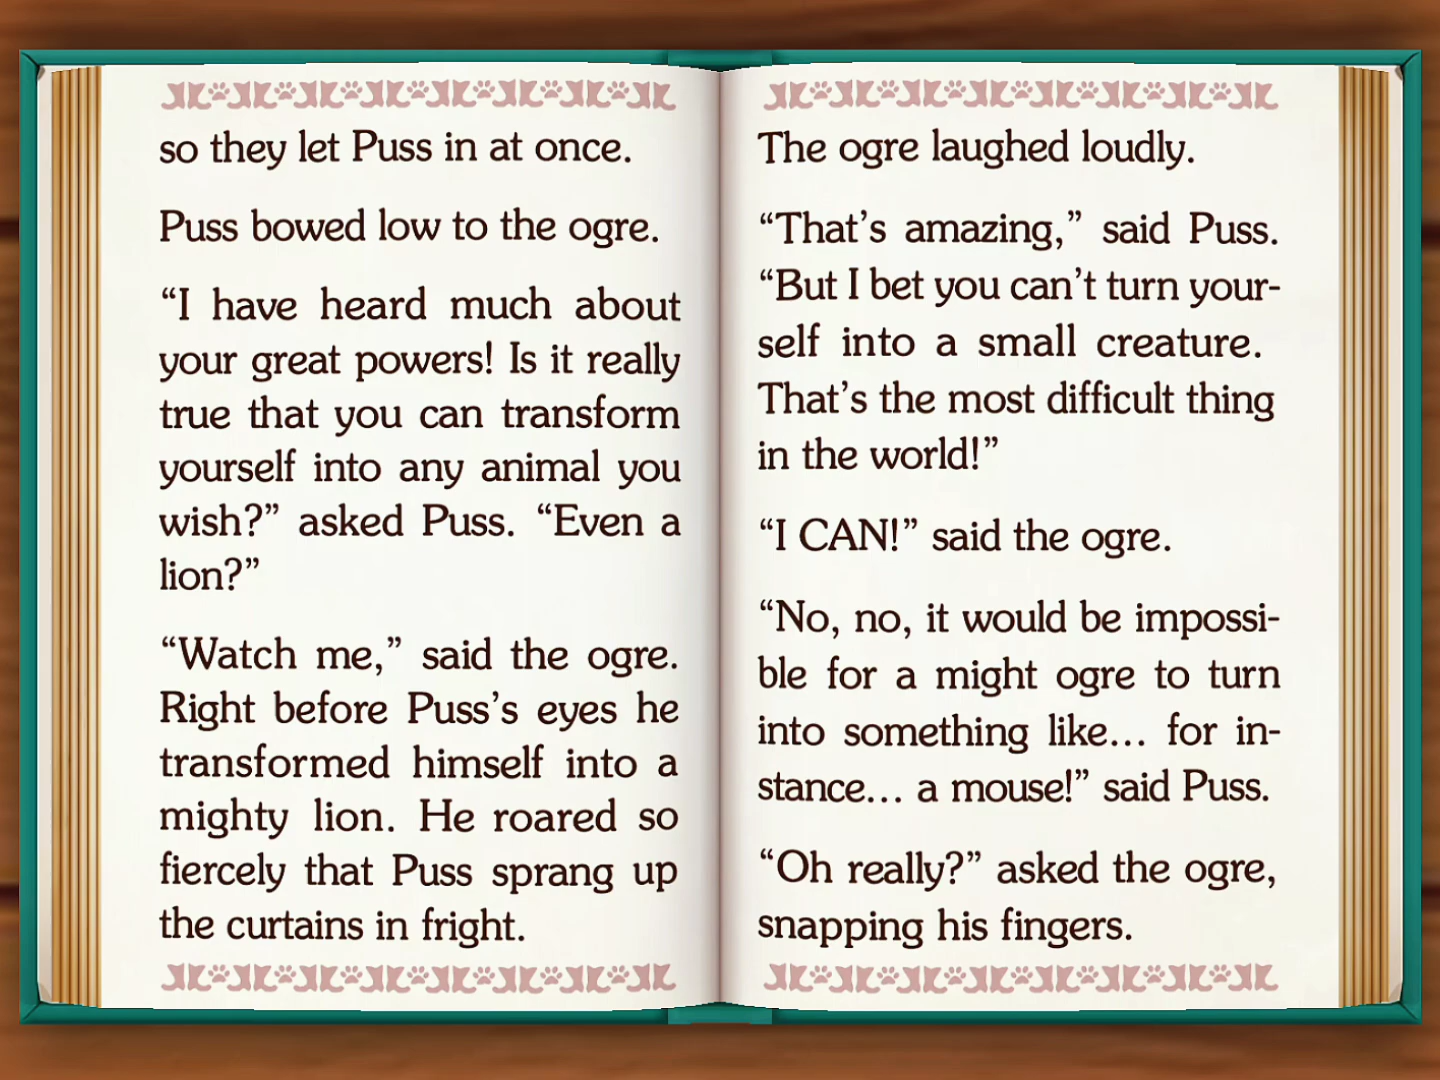 so they let Puss in at once.
Puss bowed low to the ogre.
“I have heard much about
your great powers! Is it really
true that you can transform
yourself into any animal you
wish?” asked Puss. “Even a
lion?”
“Watch me,” said the ogre.
Right before Puss’s eyes he
transformed himself into a
mighty lion. He roared so
fiercely that Puss sprang up
the curtains in fright.
The ogre laughed loudly.
“That’s amazing,” said Puss.
“But I bet you can’t turn your-
self into a small creature.
That’s the most difficult thing
in the world!”
“I CAN!” said the ogre.
“No, no, it would be impossi-
ble for a might ogre to turn
into something like... for in-
stance... a mouse!” said Puss.
“Oh really?” asked the ogre,
snapping his fingers.